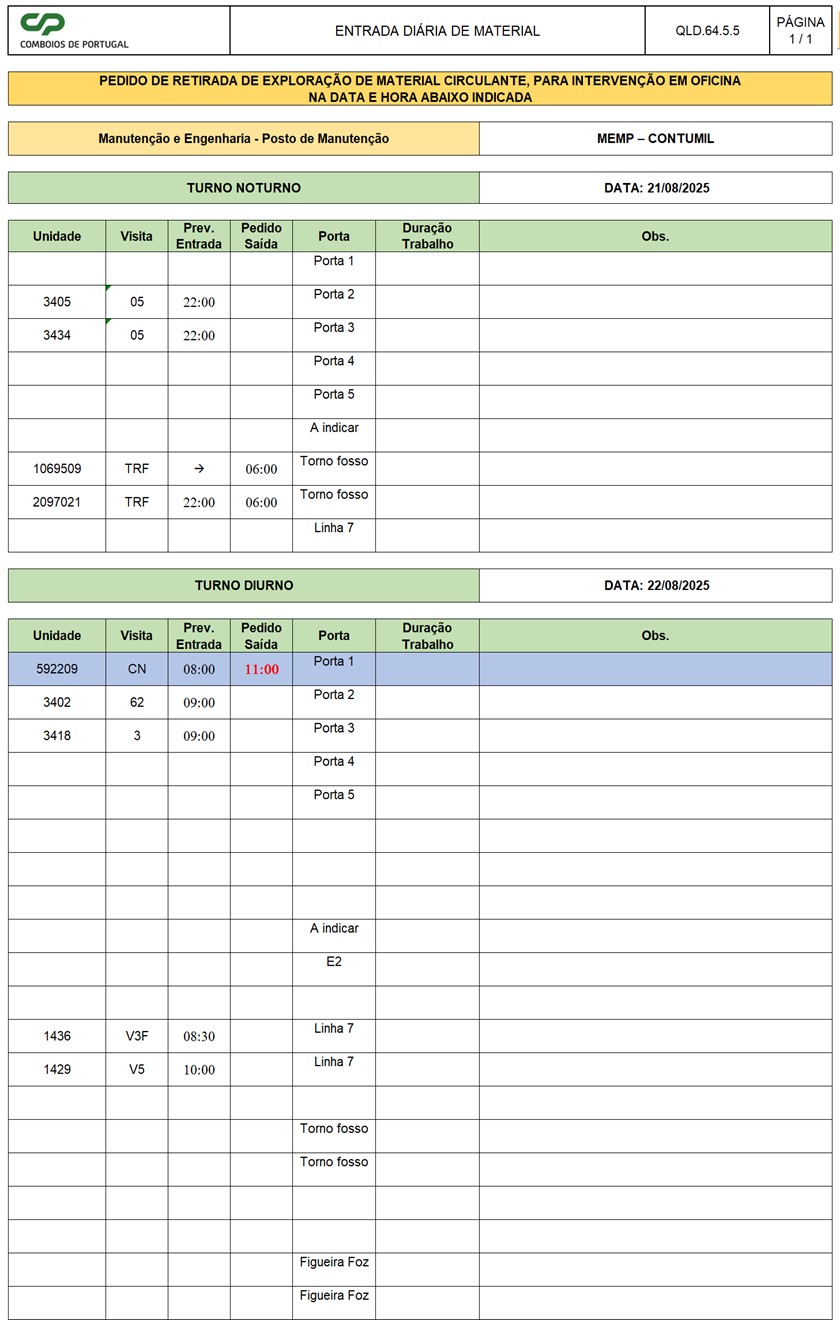 CP
COMBOIOS DE PORTUGAL
ENTRADA DIÁRIA DE MATERIAL
QLD.64.5.5
PÁGINA
1 / 1
PEDIDO DE RETIRADA DE EXPLORAÇÃO DE MATERIAL CIRCULANTE, PARA INTERVENÇÃO EM OFICINA
NA DATA E HORA ABAIXO INDICADA
Manutenção e Engenharia - Posto de Manutenção MEMP – CONTUMIL
TURNO NOTURNO DATA: 21/08/2025
Unidade Visita Prev. Entrada Pedido Saída Porta Duração Trabalho Obs.
Porta 1
3405 05 22:00 Porta 2
3434 05 22:00 Porta 3
Porta 4
Porta 5
A indicar
1069509 TRF → 06:00 Torno fosso
2097021 TRF 22:00 06:00 Torno fosso
Linha 7
TURNO DIURNO DATA: 22/08/2025
Unidade Visita Prev. Entrada Pedido Saída Porta Duração Trabalho Obs.
592209 CN 08:00 11:00 Porta 1
3402 62 09:00 Porta 2
3418 3 09:00 Porta 3
Porta 4
Porta 5
A indicar
E2
1436 V3F 08:30 Linha 7
1429 V5 10:00 Linha 7
Torno fosso
Torno fosso
Figueira Foz
Figueira Foz